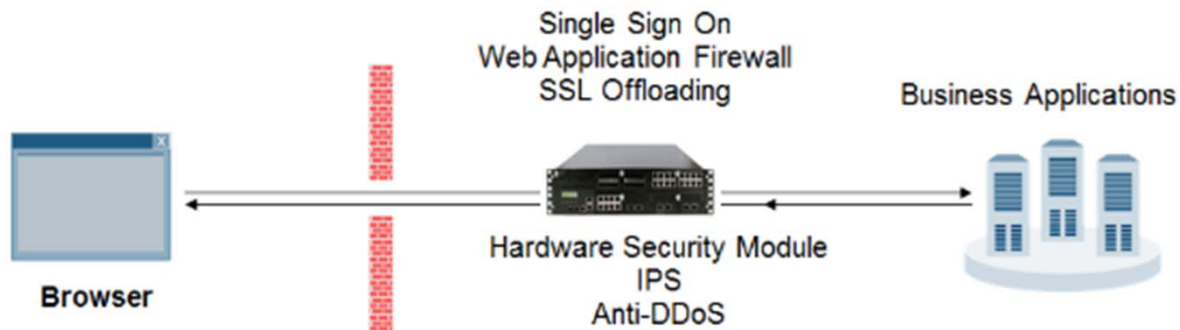 Single Sign On
Web Application Firewall
SSL Offloading
Business Applications
Hardware Security Module
IPS
Anti-DDoS
Browser